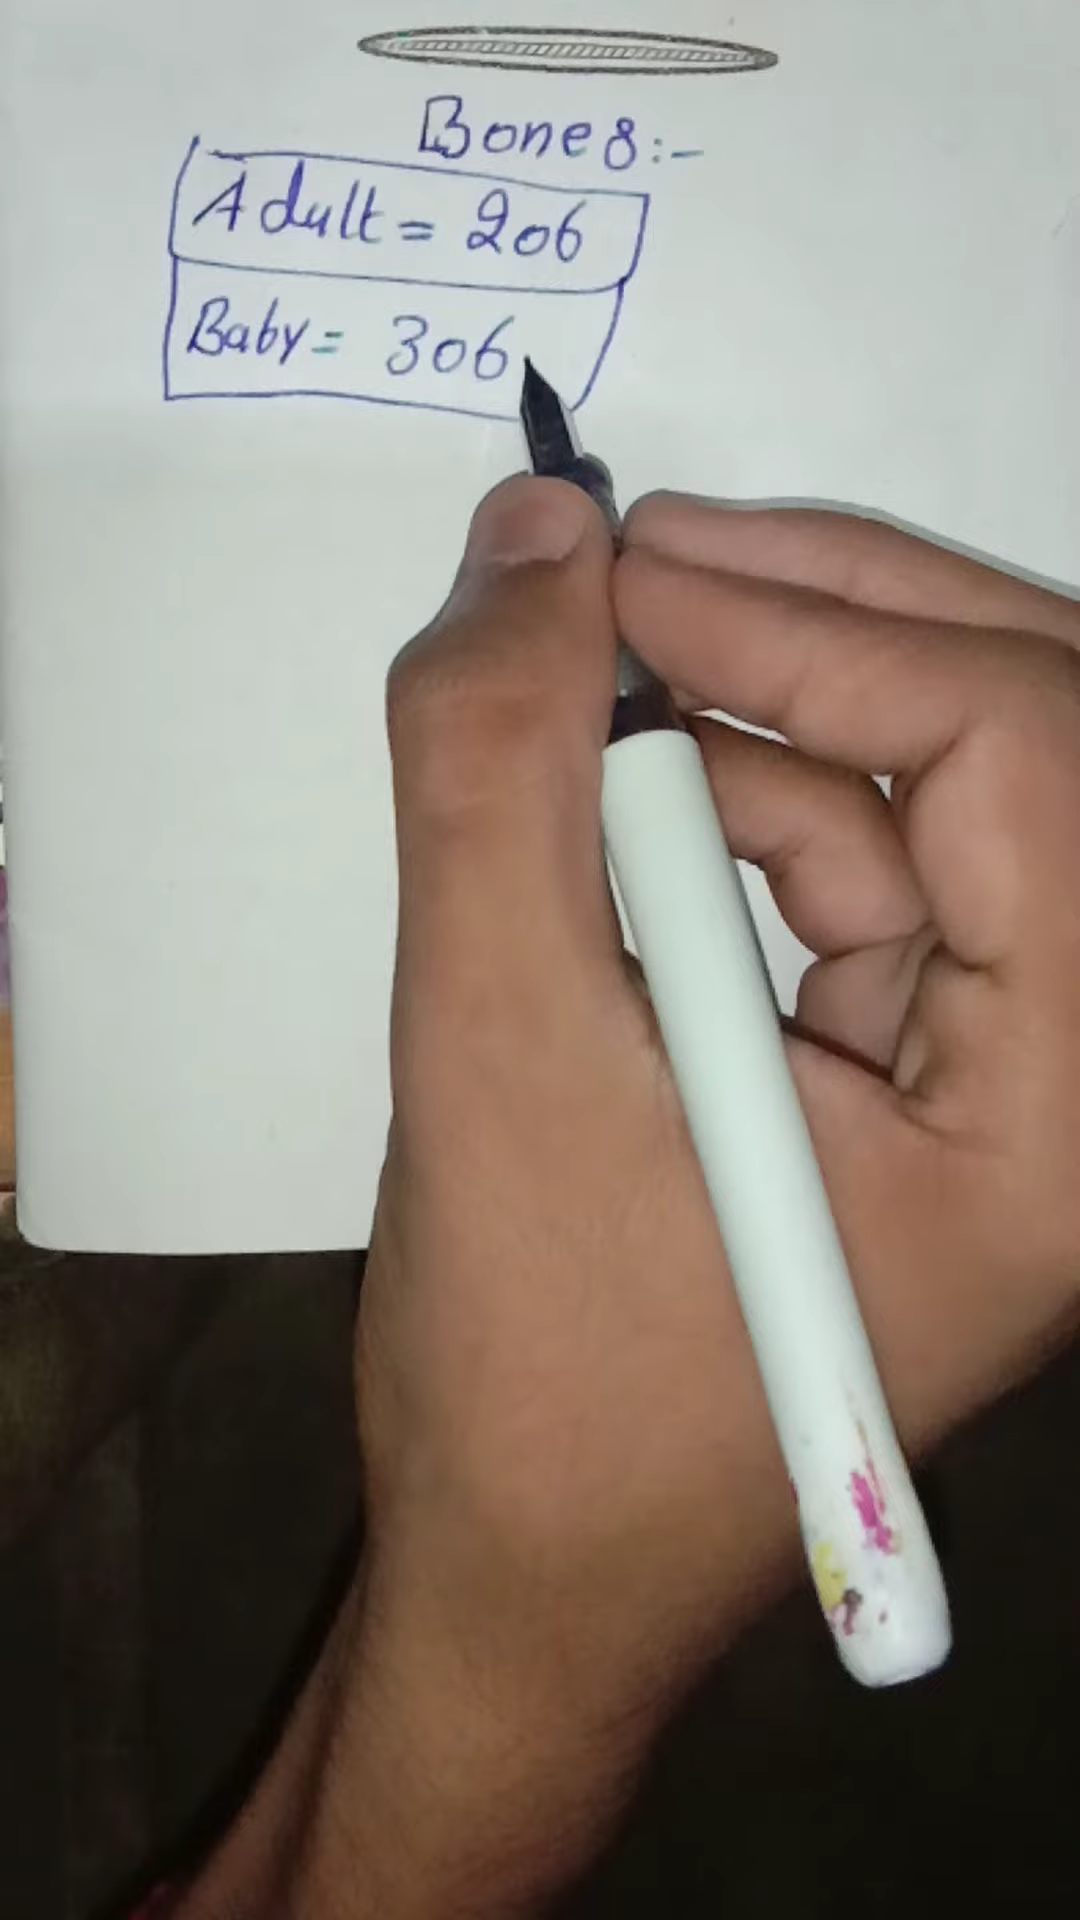 Bones:-
Adult = 206
Baby = 306